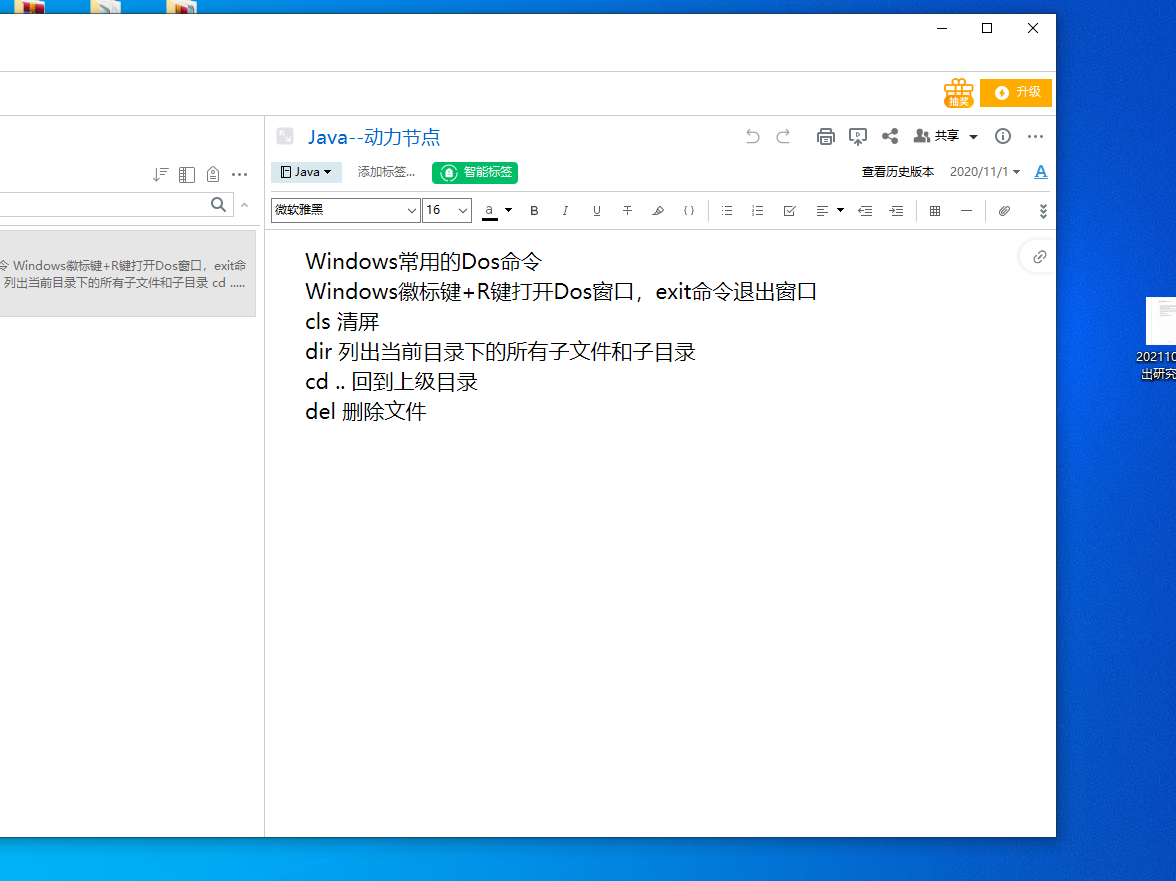 抽奖
升级
Java--动力节点
共享
Java
添加标签...
智能标签
查看历史版本
2020/11/1
A
微软雅黑
16
a
B
I
U
T
令 Windows徽标键+R键打开Dos窗口，exit命
列出当前目录下的所有子文件和子目录 cd .....
Windows常用的Dos命令
Windows徽标键+R键打开Dos窗口，exit命令退出窗口
cls 清屏
dir 列出当前目录下的所有子文件和子目录
cd .. 回到上级目录
del 删除文件
202110
出研究